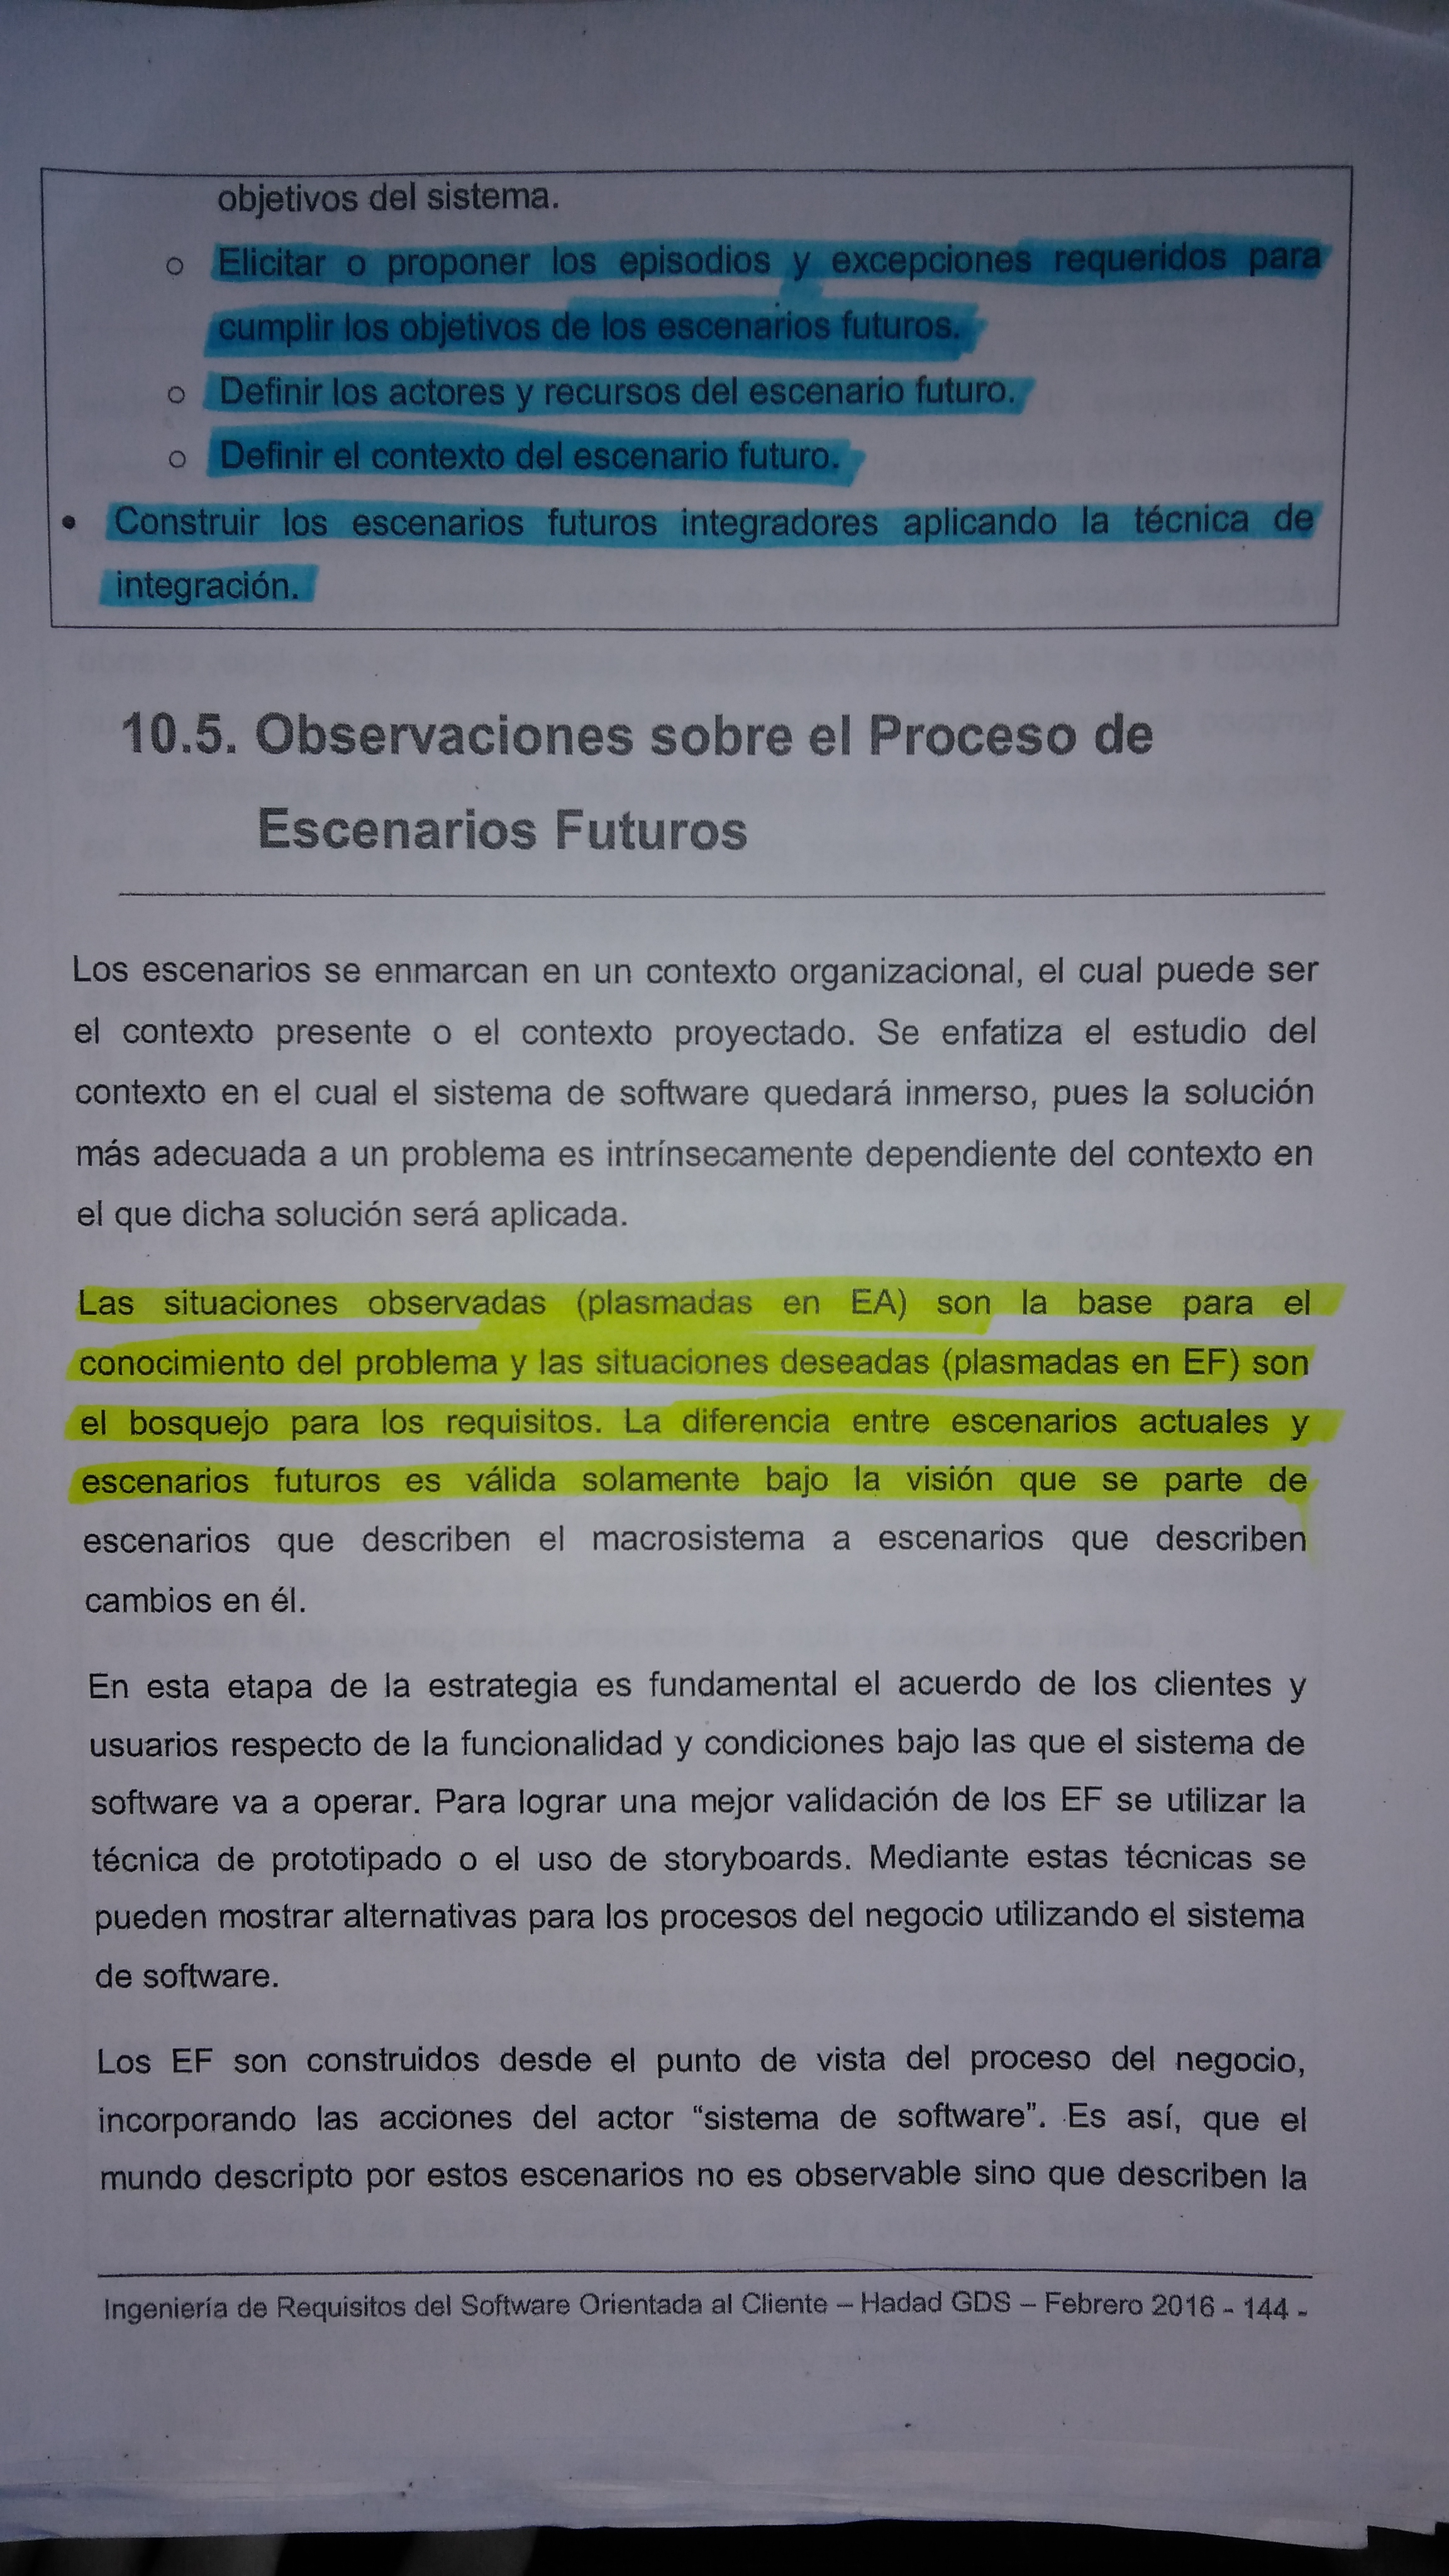 objetivos del sistema.
o Elicitar o proponer los episodios y excepciones requeridos para
cumplir los objetivos de los escenarios futuros.
o Definir los actores y recursos del escenario futuro.
o Definir el contexto del escenario futuro.
• Construir los escenarios futuros integradores aplicando la técnica de
integración.
10.5. Observaciones sobre el Proceso de
Escenarios Futuros
Los escenarios se enmarcan en un contexto organizacional, el cual puede ser
el contexto presente o el contexto proyectado. Se enfatiza el estudio del
contexto en el cual el sistema de software quedará inmerso, pues la solución
más adecuada a un problema es intrínsecamente dependiente del contexto en
el que dicha solución será aplicada.
Las situaciones observadas (plasmadas en EA) son la base para el
conocimiento del problema y las situaciones deseadas (plasmadas en EF) son
el bosquejo para los requisitos. La diferencia entre escenarios actuales y
escenarios futuros es válida solamente bajo la visión que se parte de
escenarios que describen el macrosistema a escenarios que describen
cambios en él.
En esta etapa de la estrategia es fundamental el acuerdo de los clientes y
usuarios respecto de la funcionalidad y condiciones bajo las que el sistema de
software va a operar. Para lograr una mejor validación de los EF se utilizar la
técnica de prototipado o el uso de storyboards. Mediante estas técnicas se
pueden mostrar alternativas para los procesos del negocio utilizando el sistema
de software.
Los EF son construidos desde el punto de vista del proceso del negocio,
incorporando las acciones del actor “sistema de software”. Es así, que el
mundo descripto por estos escenarios no es observable sino que describen la
Ingeniería de Requisitos del Software Orientada al Cliente – Hadad GDS – Febrero 2016 - 144 -